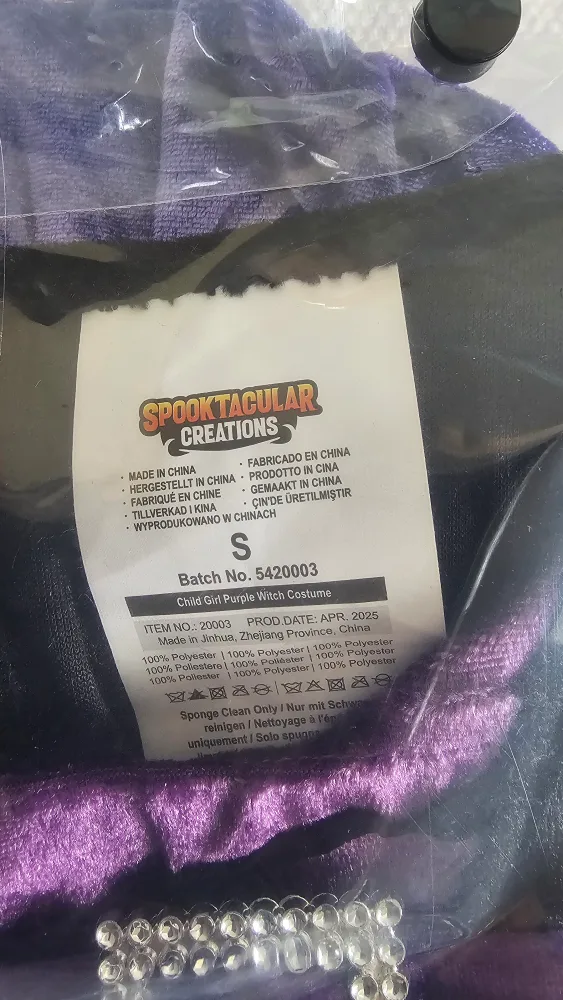 SPOOKTACULAR
CREATIONS
· MADE IN CHINA
· HERGESTELLT IN CHINA
· FABRIQUÉ EN CHINE
· TILLVERKAD I KINA
· WYPRODUKOWANO W CHINACH
· FABRICADO EN CHINA
· PRODOTTO IN CINA
· GEMAAKT IN CHINA
· ÇIN'DE ÜRETILMIŞTIR
S
Batch No. 5420003
Child Girl Purple Witch Costume
ITEM NO.: 20003 PROD.DATE: APR. 2025
Made in Jinhua, Zhejiang Province, China
100% Polyester | 100% Polyester | 100% Polyester
100% Poliestere | 100% Poliéster | 100% Polyester
100% Poliester | 100% Polyester | 100% Polyester
Sponge Clean Only / Nur mit
reinigen / Nettoyage à
uniquement / Solo